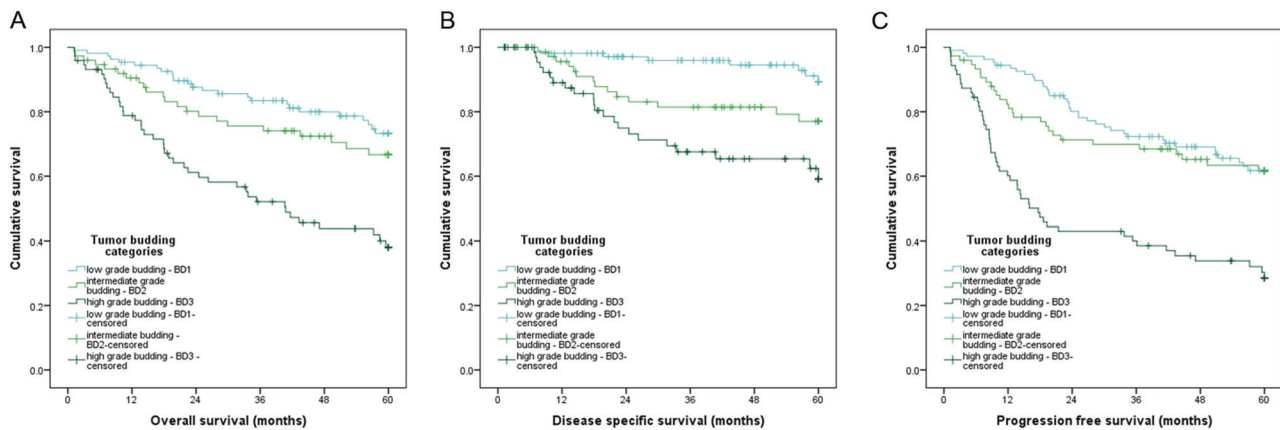 A
Cumulative survival
1.0
0.8
0.6
0.4
0.2
0.0
Tumor budding
categories
low grade budding - BD1
intermediate grade
budding - BD2
high grade budding - BD3
low grade budding - BD1-
censored
intermediate budding -
BD2-censored
high grade budding - BD3 -
censored
0 12 24 36 48 60
Overall survival (months)
B
Cumulative survival
1.0
0.8
0.6
0.4
0.2
0.0
Tumor budding
categories
low grade budding - BD1
intermediate grade
budding - BD2
high grade budding - BD3
low grade budding - BD1-
censored
intermediate grade
budding - BD2-censored
high grade budding - BD3-
censored
0 12 24 36 48 60
Disease specific survival (months)
C
Cumulative survival
1.0
0.8
0.6
0.4
0.2
0.0
Tumor budding
categories
low grade budding - BD1
intermediate grade
budding - BD2
high grade budding - BD3
low grade budding - BD1-
censored
intermediate grade
budding - BD2-censored
high grade budding - BD3-
censored
0 12 24 36 48 60
Progression free survival (months)